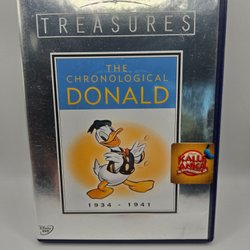 TREASURES
THE
CHRONOLOGICAL
DONALD
1934 - 1941